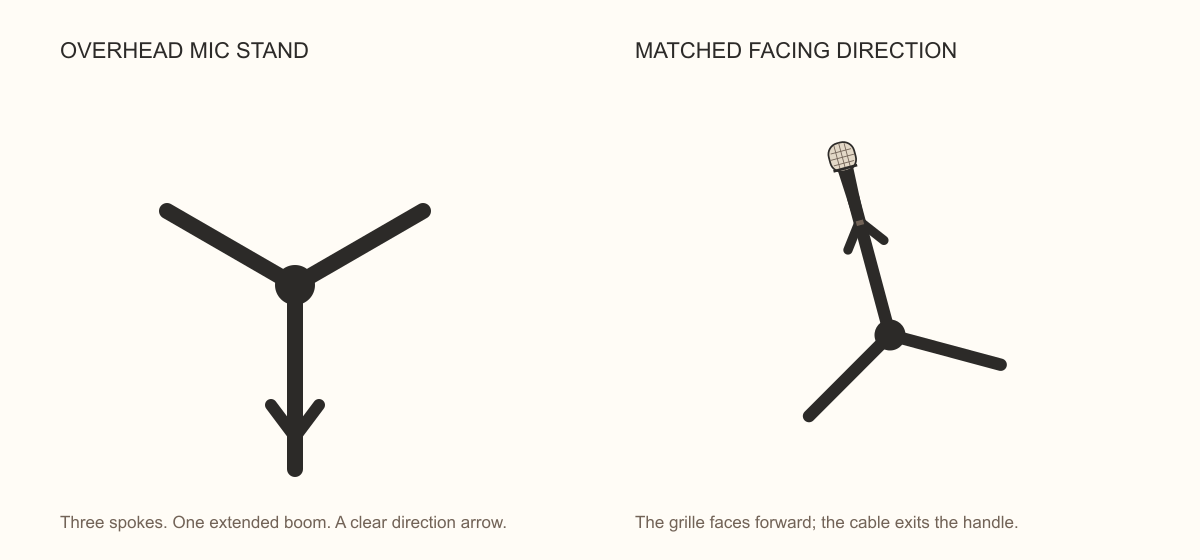 OVERHEAD MIC STAND
MATCHED FACING DIRECTION
Three spokes. One extended boom. A clear direction arrow.
The grille faces forward; the cable exits the handle.